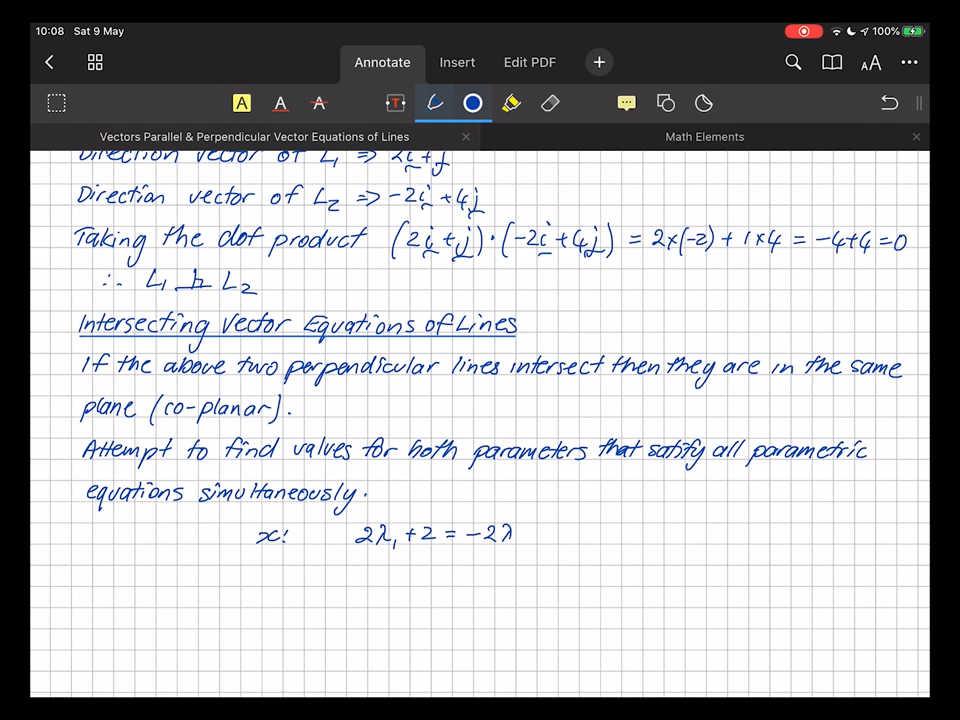 10:08 Sat 9 May
100%
Annotate Insert Edit PDF
Vectors Parallel & Perpendicular Vector Equations of Lines
Math Elements
Direction vector of L₁ => 2i + j
Direction vector of L₂ => -2i + 4j
Taking the dot product (2i + j) · (-2i + 4j) = 2×(-2) + 1×4 = -4+4 = 0
∴ L₁ ⊥ L₂
Intersecting Vector Equations of Lines
If the above two perpendicular lines intersect then they are in the same
plane (co-planar).
Attempt to find values for both parameters that satisfy all parametric
equations simultaneously.
x: 2λ₁ + 2 = -2λ